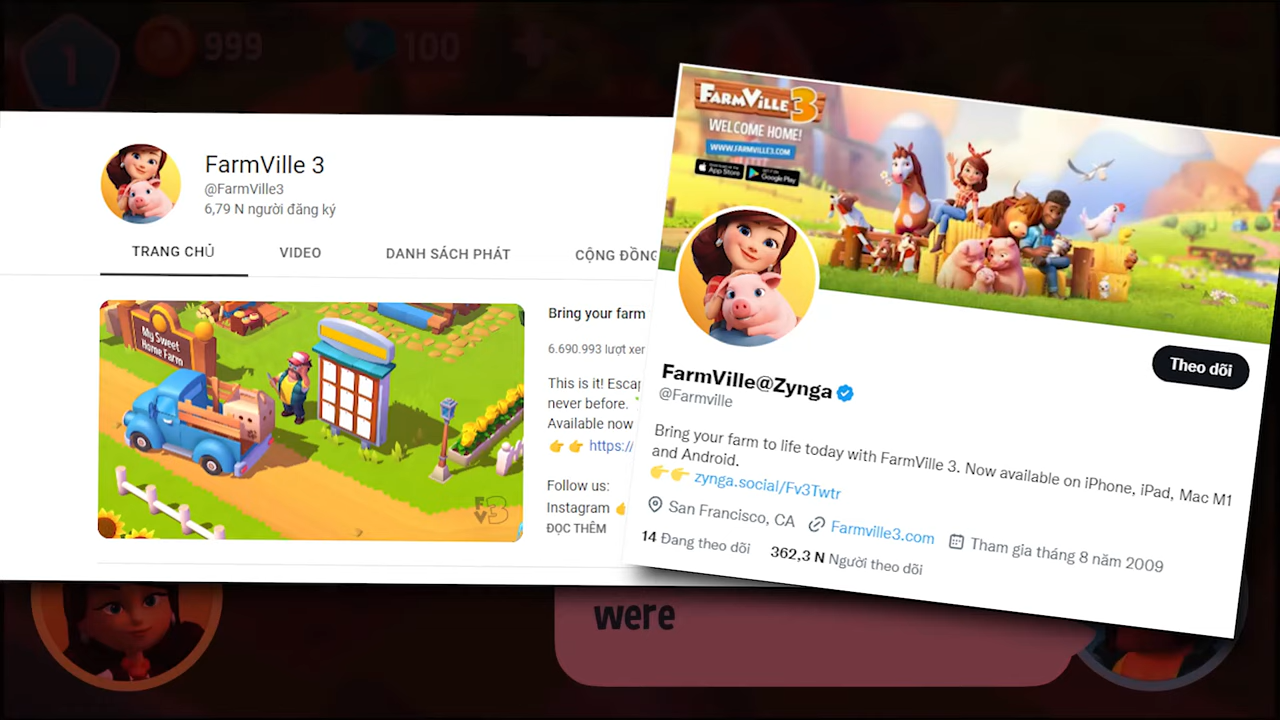 1
999
100
FarmVille 3
@FarmVille3
6,79 N người đăng ký
TRANG CHỦ
VIDEO
DANH SÁCH PHÁT
CỘNG ĐỒNG
My Sweet
Home Farm
FV3
Bring your farm
6.690.993 lượt xem
This is it! Escap
never before.
Available now
👉 👉 https://
Follow us:
Instagram 👉
ĐỌC THÊM
FARMVILLE 3
WELCOME HOME!
WWW.FARMVILLE3.COM
App Store
Google Play
Theo dõi
FarmVille@Zynga
@Farmville
Bring your farm to life today with FarmVille 3. Now available on iPhone, iPad, Mac M1
and Android.
👉👉 zynga.social/Fv3Twtr
San Francisco, CA
Farmville3.com
Tham gia tháng 8 năm 2009
14 Đang theo dõi
362,3 N Người theo dõi
were